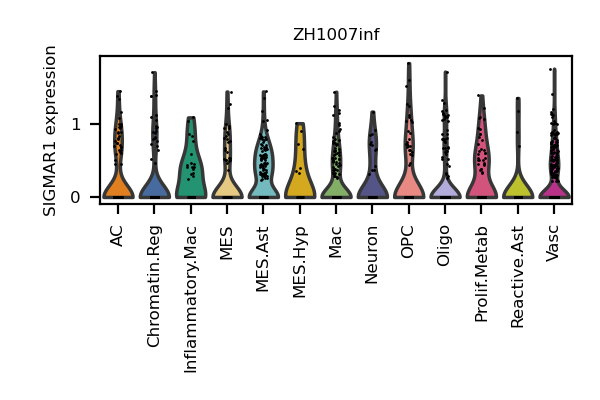 ZH1007inf
SIGMAR1 expression
1
0
AC
Chromatin.Reg
Inflammatory.Mac
MES
MES.Ast
MES.Hyp
Mac
Neuron
OPC
Oligo
Prolif.Metab
Reactive.Ast
Vasc